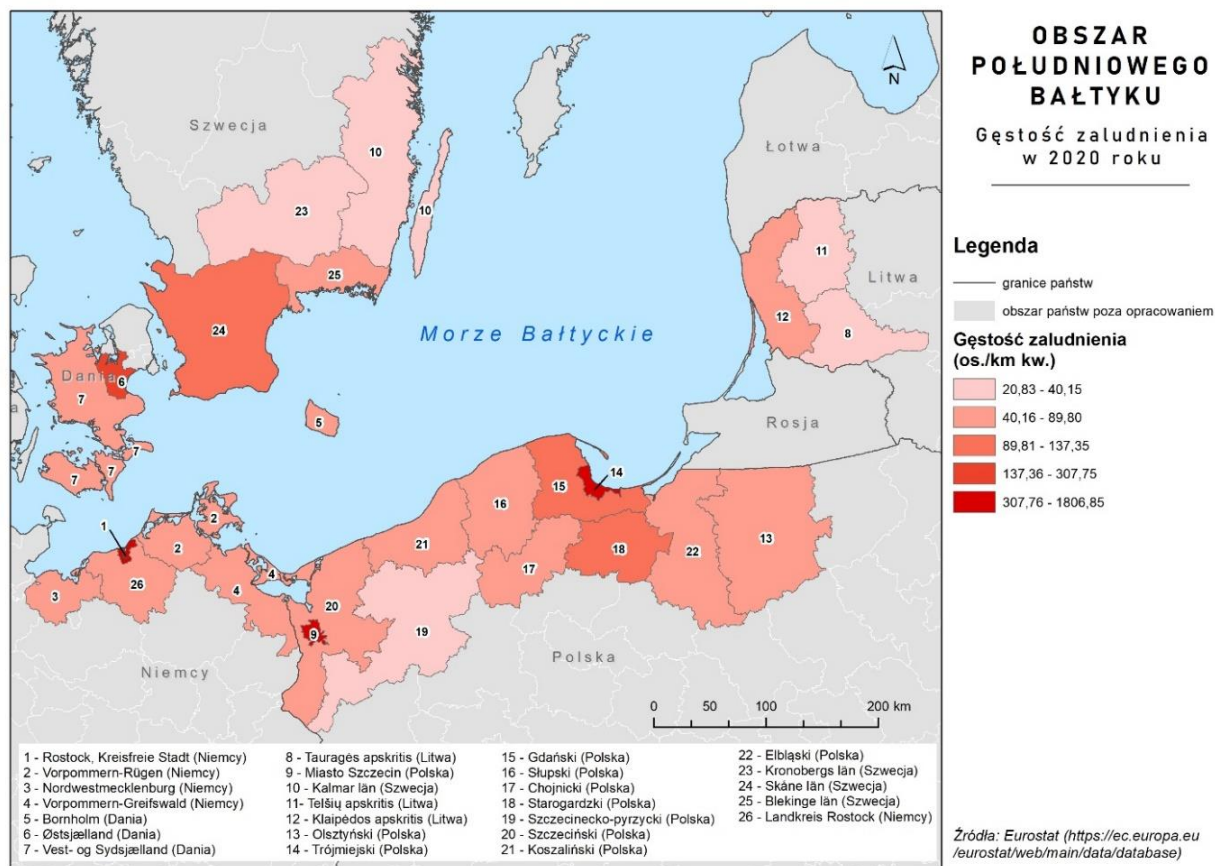 OBSZAR
POŁUDNIOWEGO
BAŁTYKU
Gęstość zaludnienia
w 2020 roku
Legenda
granice państw
obszar państw poza opracowaniem
Gęstość zaludnienia
(os./km kw.)
20,83 - 40,15
40,16 - 89,80
89,81 - 137,35
137,36 - 307,75
307,76 - 1806,85
Źródła: Eurostat (https://ec.europa.eu
/eurostat/web/main/data/database)
N
Szwecja
Łotwa
Litwa
Rosja
Dania
Niemcy
Polska
Morze Bałtyckie
10
23
10
25
24
11
12
8
6
7
7
7
7
5
14
15
16
18
22
13
17
21
19
20
9
4
4
2
2
1
26
3
0 50 100 200 km
1 - Rostock, Kreisfreie Stadt (Niemcy)
2 - Vorpommern-Rügen (Niemcy)
3 - Nordwestmecklenburg (Niemcy)
4 - Vorpommern-Greifswald (Niemcy)
5 - Bornholm (Dania)
6 - Østsjælland (Dania)
7 - Vest- og Sydsjælland (Dania)
8 - Tauragės apskritis (Litwa)
9 - Miasto Szczecin (Polska)
10 - Kalmar län (Szwecja)
11- Telšių apskritis (Litwa)
12 - Klaipėdos apskritis (Litwa)
13 - Olsztyński (Polska)
14 - Trójmiejski (Polska)
15 - Gdański (Polska)
16 - Słupski (Polska)
17 - Chojnicki (Polska)
18 - Starogardzki (Polska)
19 - Szczecinecko-pyrzycki (Polska)
20 - Szczeciński (Polska)
21 - Koszaliński (Polska)
22 - Elbląski (Polska)
23 - Kronobergs län (Szwecja)
24 - Skåne län (Szwecja)
25 - Blekinge län (Szwecja)
26 - Landkreis Rostock (Niemcy)